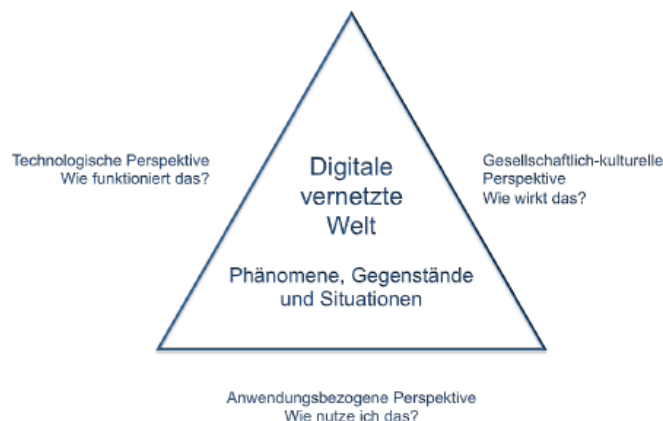 Technologische Perspektive
Wie funktioniert das?
Digitale
vernetzte
Welt
Phänomene, Gegenstände
und Situationen
Gesellschaftlich-kulturelle
Perspektive
Wie wirkt das?
Anwendungsbezogene Perspektive
Wie nutze ich das?